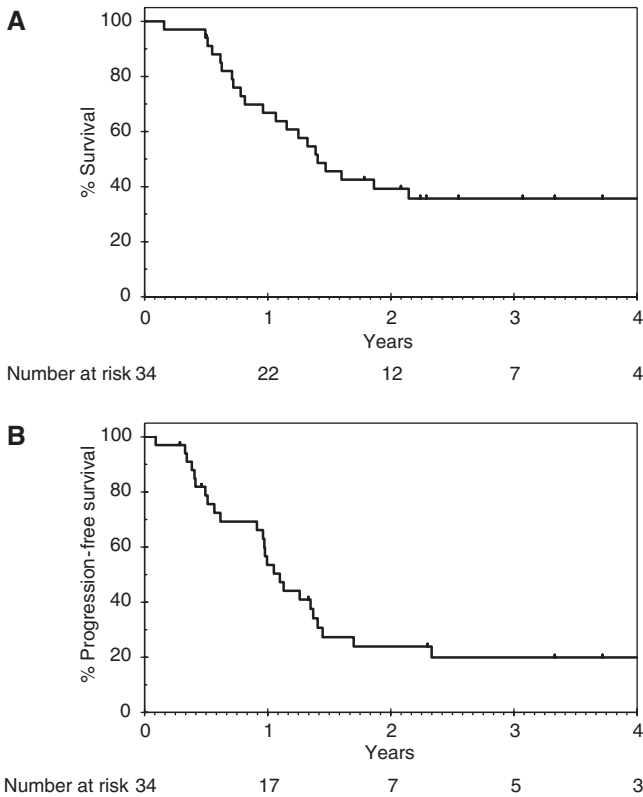 A
100
80
60
40
20
0
% Survival
0 1 2 3 4
Years
Number at risk 34 22 12 7 4
B
100
80
60
40
20
0
% Progression-free survival
0 1 2 3 4
Years
Number at risk 34 17 7 5 3